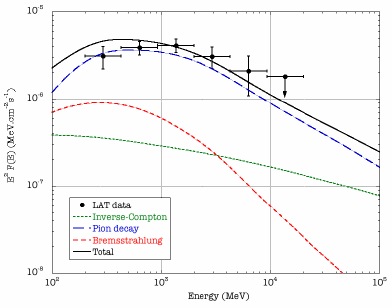 10⁻⁵
10⁻⁶
10⁻⁷
10⁻⁸
E² F(E) (MeV.cm⁻².s⁻¹)
LAT data
Inverse-Compton
Pion decay
Bremsstrahlung
Total
10² 10³ 10⁴ 10⁵
Energy (MeV)